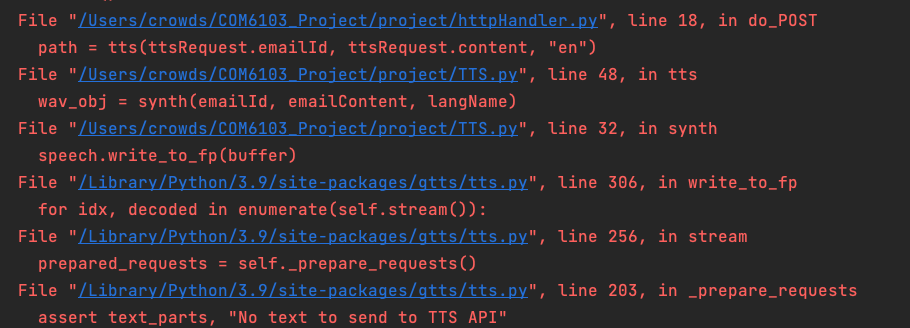 File "/Users/crowds/COM6103_Project/project/httpHandler.py", line 18, in do_POST
path = tts(ttsRequest.emailId, ttsRequest.content, "en")
File "/Users/crowds/COM6103_Project/project/TTS.py", line 48, in tts
wav_obj = synth(emailId, emailContent, langName)
File "/Users/crowds/COM6103_Project/project/TTS.py", line 32, in synth
speech.write_to_fp(buffer)
File "/Library/Python/3.9/site-packages/gtts/tts.py", line 306, in write_to_fp
for idx, decoded in enumerate(self.stream()):
File "/Library/Python/3.9/site-packages/gtts/tts.py", line 256, in stream
prepared_requests = self._prepare_requests()
File "/Library/Python/3.9/site-packages/gtts/tts.py", line 203, in _prepare_requests
assert text_parts, "No text to send to TTS API"